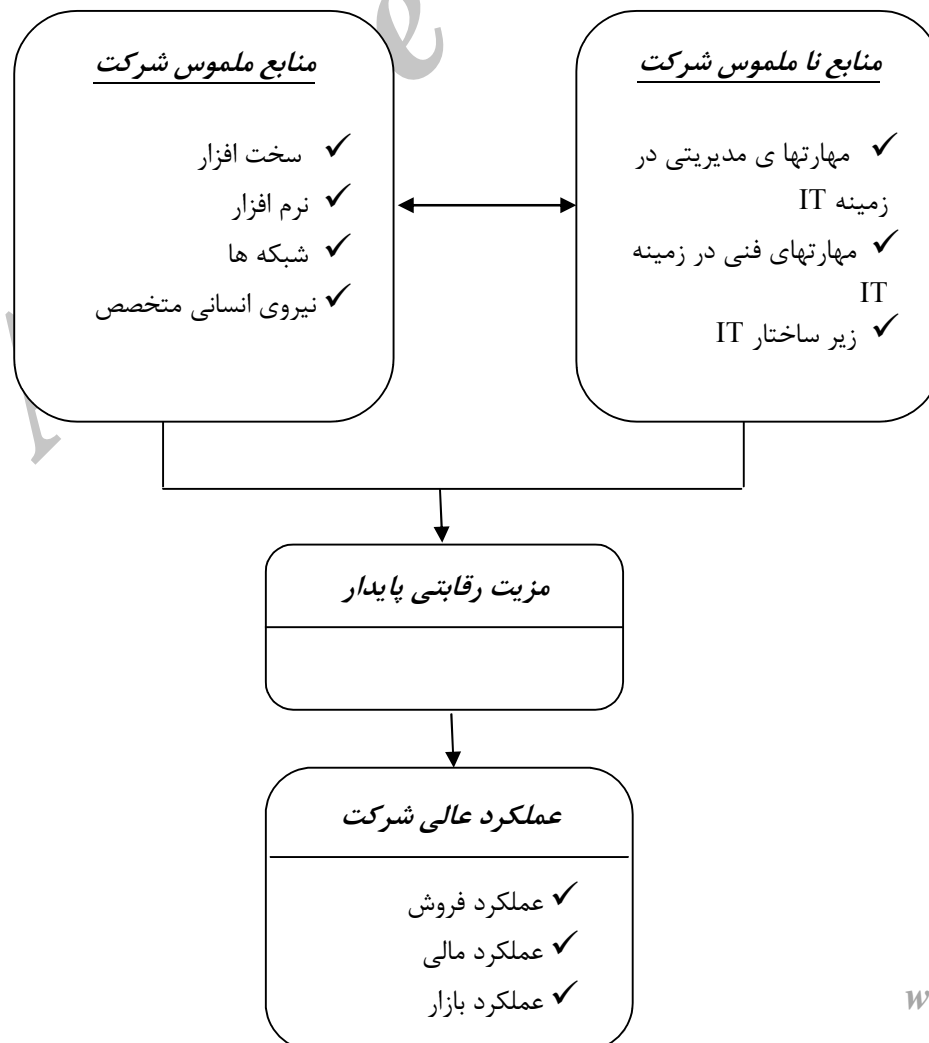 منابع نا ملموس شرکت
✓ مهارتها ی مدیریتی در
زمینه IT
✓ مهارتهای فنی در زمینه
IT
✓ زیر ساختار IT
منابع ملموس شرکت
✓ سخت افزار
✓ نرم افزار
✓ شبکه ها
✓ نیروی انسانی متخصص
مزیت رقابتی پایدار
عملکرد عالی شرکت
✓ عملکرد فروش
✓ عملکرد مالی
✓ عملکرد بازار
w